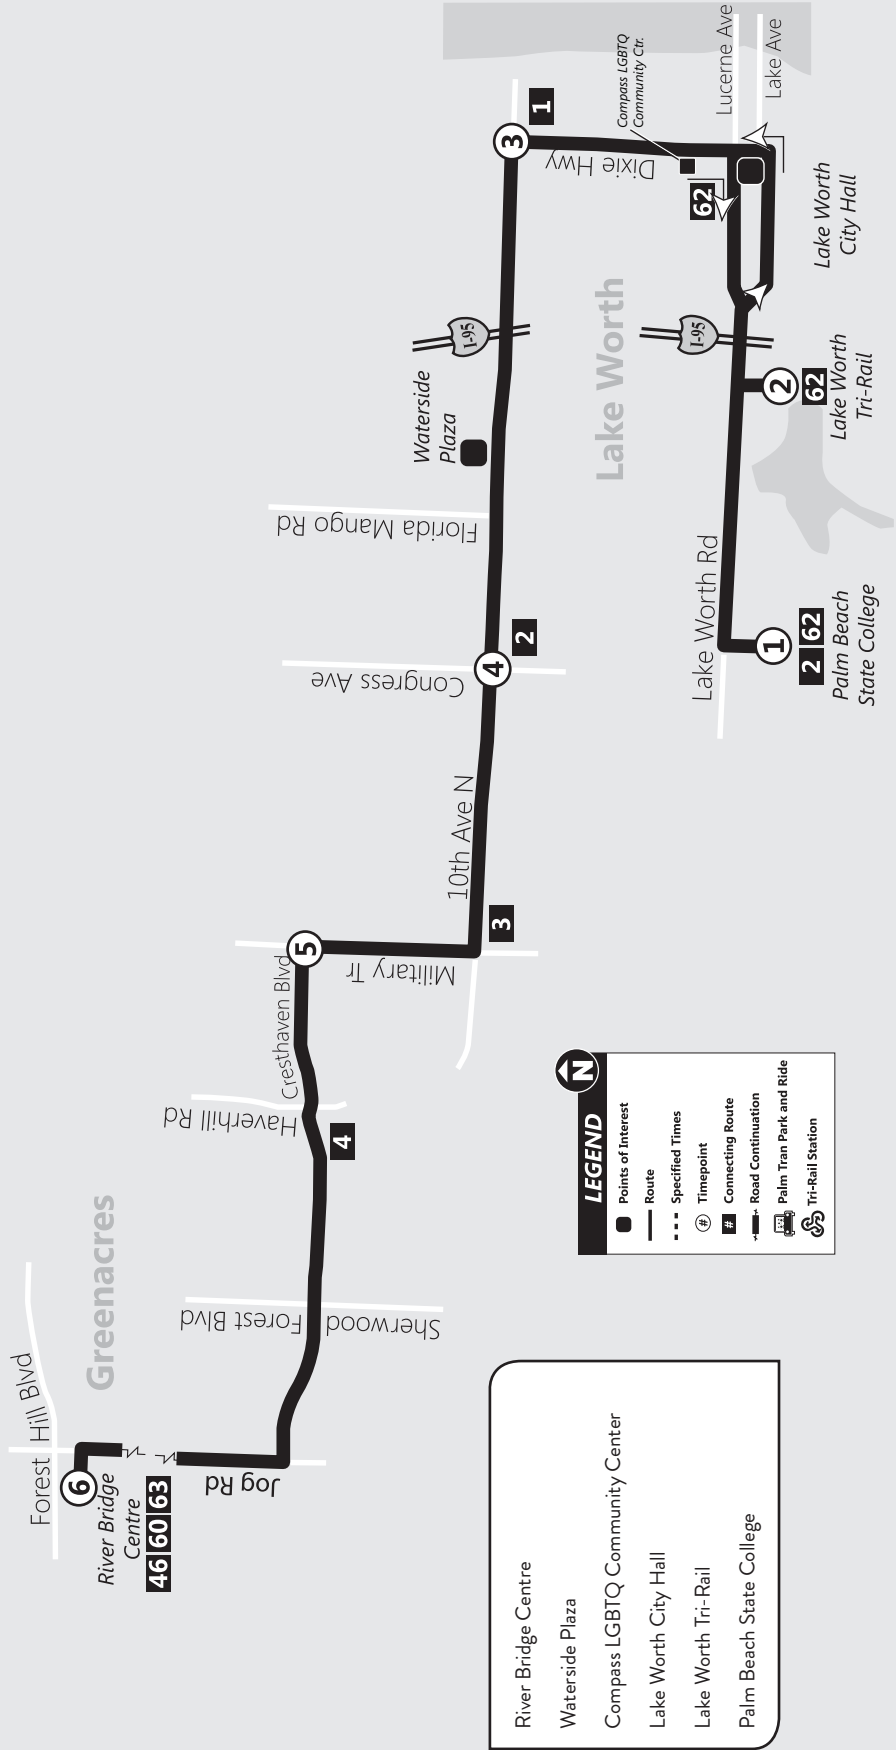 Forest Hill Blvd
6
River Bridge
Centre
46 60 63
Jog Rd
Greenacres
Sherwood Forest Blvd
Haverhill Rd
4
Cresthaven Blvd
5
Military Tr
3
10th Ave N
Congress Ave
4
2
Florida Mango Rd
Waterside
Plaza
I-95
3
1
Dixie Hwy
Compass LGBTQ
Community Ctr.
Lucerne Ave
Lake Ave
62
Lake Worth
City Hall
Lake Worth
I-95
2
62
Lake Worth
Tri-Rail
Lake Worth Rd
1
2 62
Palm Beach
State College
N
LEGEND
Points of Interest
Route
Specified Times
# Timepoint
# Connecting Route
Road Continuation
Palm Tran Park and Ride
Tri-Rail Station
River Bridge Centre
Waterside Plaza
Compass LGBTQ Community Center
Lake Worth City Hall
Lake Worth Tri-Rail
Palm Beach State College